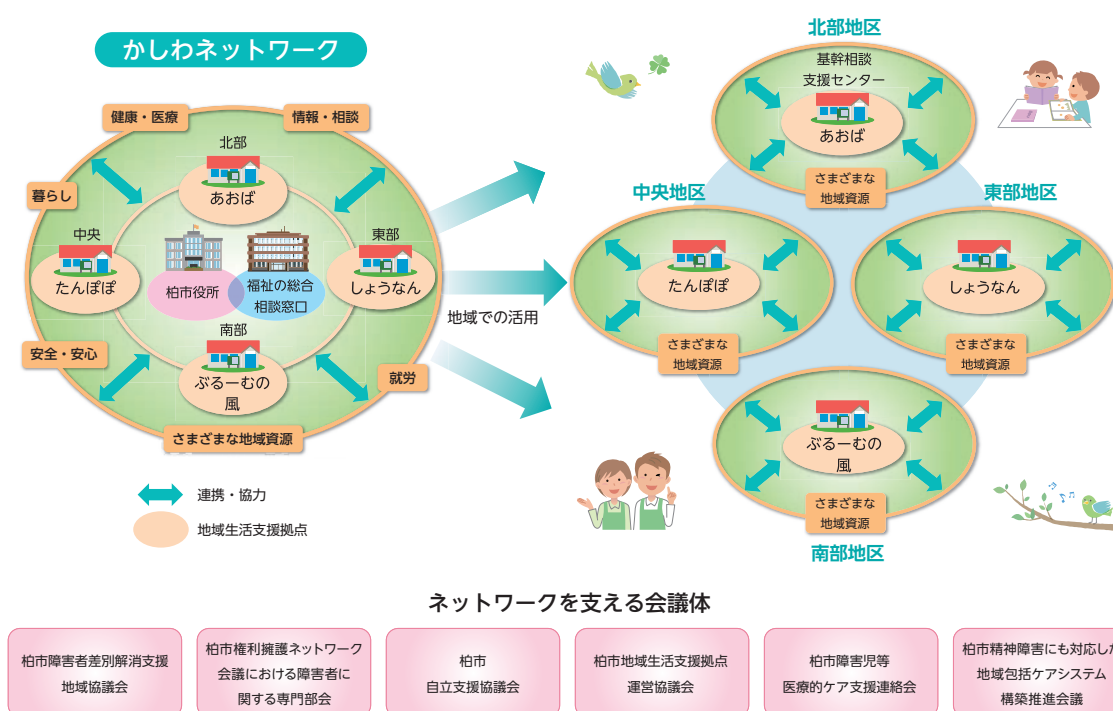 かしわネットワーク
健康・医療
情報・相談
暮らし
北部
あおば
中央
たんぽぽ
東部
しょうなん
柏市役所
福祉の総合
相談窓口
南部
ぶるーむの
風
安全・安心
就労
さまざまな地域資源
連携・協力
地域生活支援拠点
地域での活用
北部地区
基幹相談
支援センター
あおば
さまざまな
地域資源
中央地区
たんぽぽ
さまざまな
地域資源
東部地区
しょうなん
さまざまな
地域資源
ぶるーむの
風
さまざまな
地域資源
南部地区
ネットワークを支える会議体
柏市障害者差別解消支援
地域協議会
柏市権利擁護ネットワーク
会議における障害者に
関する専門部会
柏市
自立支援協議会
柏市地域生活支援拠点
運営協議会
柏市障害児等
医療的ケア支援連絡会
柏市精神障害にも対応した
地域包括ケアシステム
構築推進会議